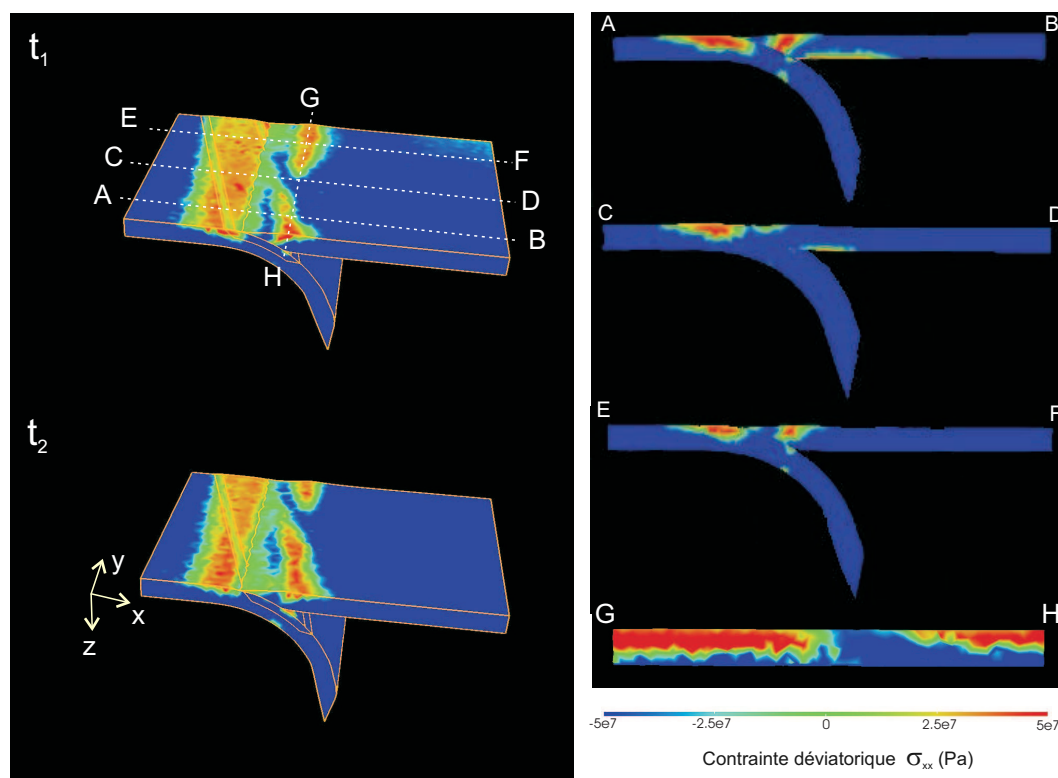 t1
G
E
F
C
D
A
B
H
t2
y
x
z
A B
C D
E F
G H
-5e7 -2.5e7 0 2.5e7 5e7
Contrainte déviatorique σxx (Pa)